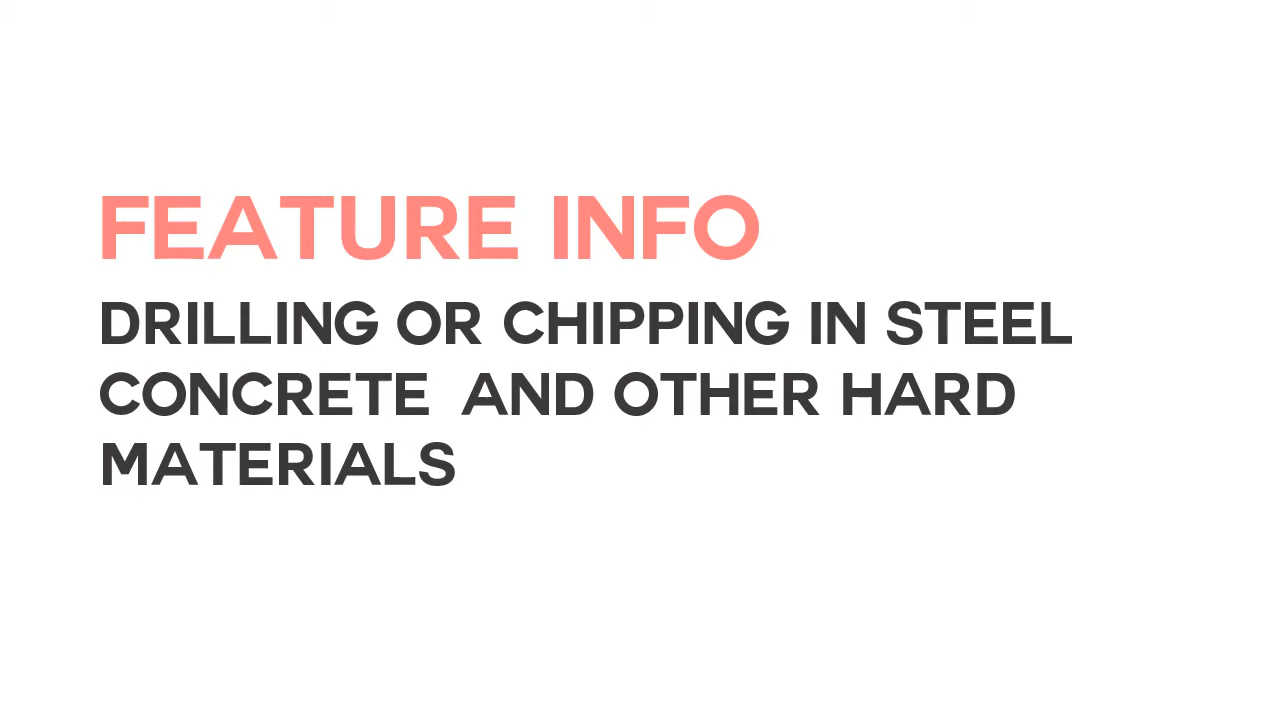 FEATURE INFO
DRILLING OR CHIPPING IN STEEL
CONCRETE  AND OTHER HARD
MATERIALS